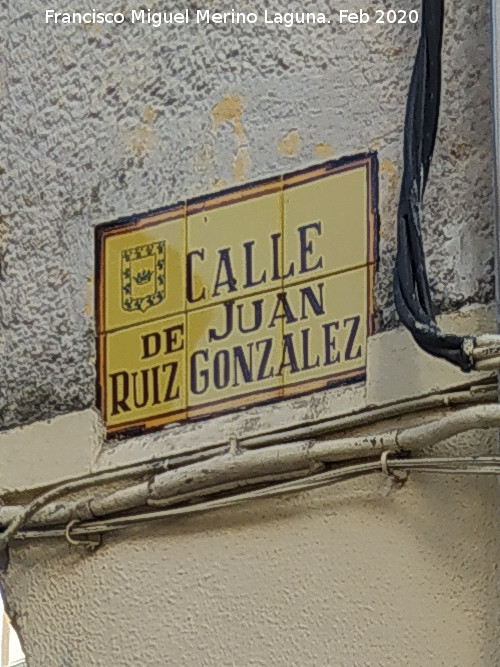 Francisco Miguel Merino Laguna. Feb 2020
CALLE
DE JUAN
RUIZ GONZALEZ